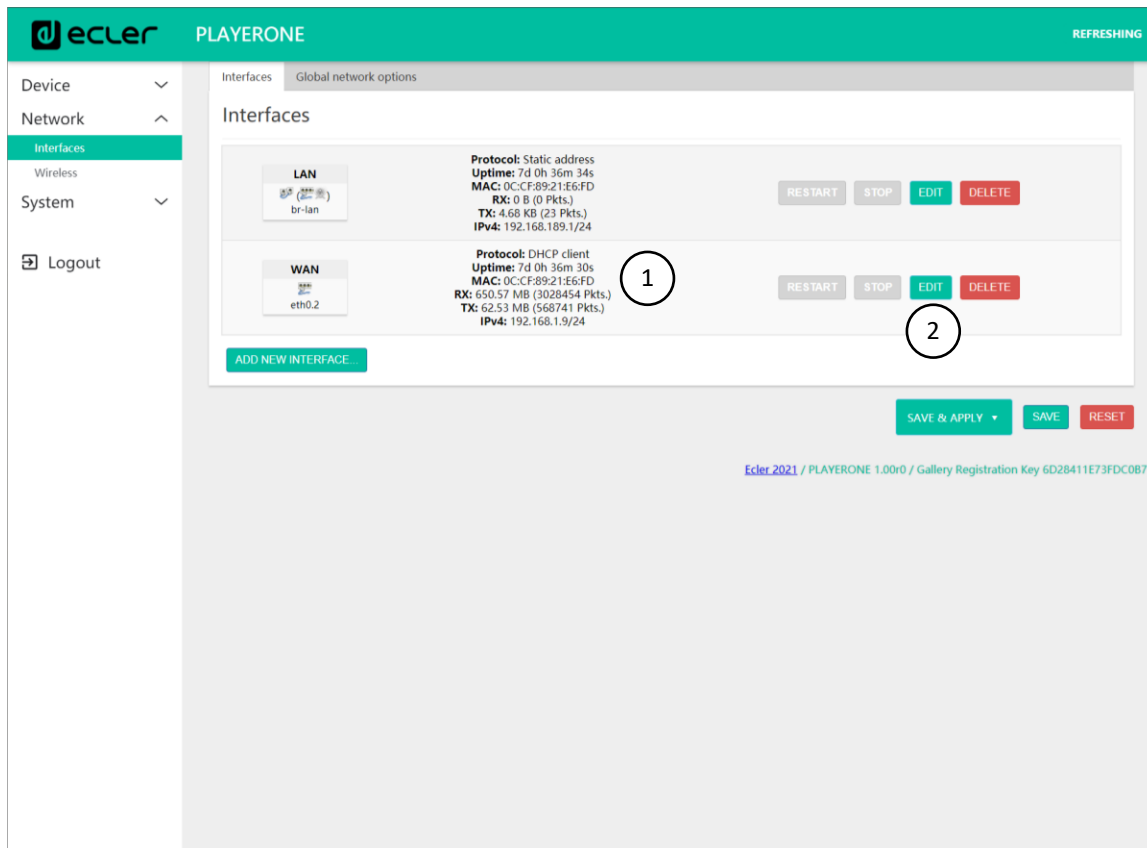 ecler
PLAYERONE
REFRESHING
Device
Network
Interfaces
Wireless
System
Logout
Interfaces
Global network options
Interfaces
LAN
br-lan
Protocol: Static address
Uptime: 7d 0h 36m 34s
MAC: 0C:CF:89:21:E6:FD
RX: 0 B (0 Pkts.)
TX: 4.68 KB (23 Pkts.)
IPv4: 192.168.189.1/24
RESTART STOP EDIT DELETE
WAN
eth0.2
Protocol: DHCP client
Uptime: 7d 0h 36m 30s
MAC: 0C:CF:89:21:E6:FD
RX: 650.57 MB (3028454 Pkts.)
TX: 62.53 MB (568741 Pkts.)
IPv4: 192.168.1.9/24
1
RESTART STOP EDIT DELETE
2
ADD NEW INTERFACE...
SAVE & APPLY SAVE RESET
Ecler 2021 / PLAYERONE 1.00r0 / Gallery Registration Key 6D28411E73FDC0B7